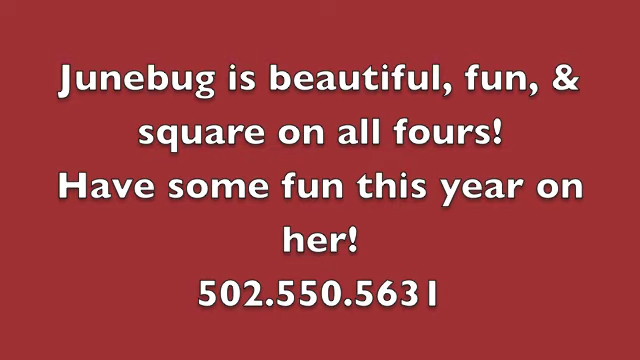 Junebug is beautiful, fun, &
square on all fours!
Have some fun this year on
her!
502.550.5631